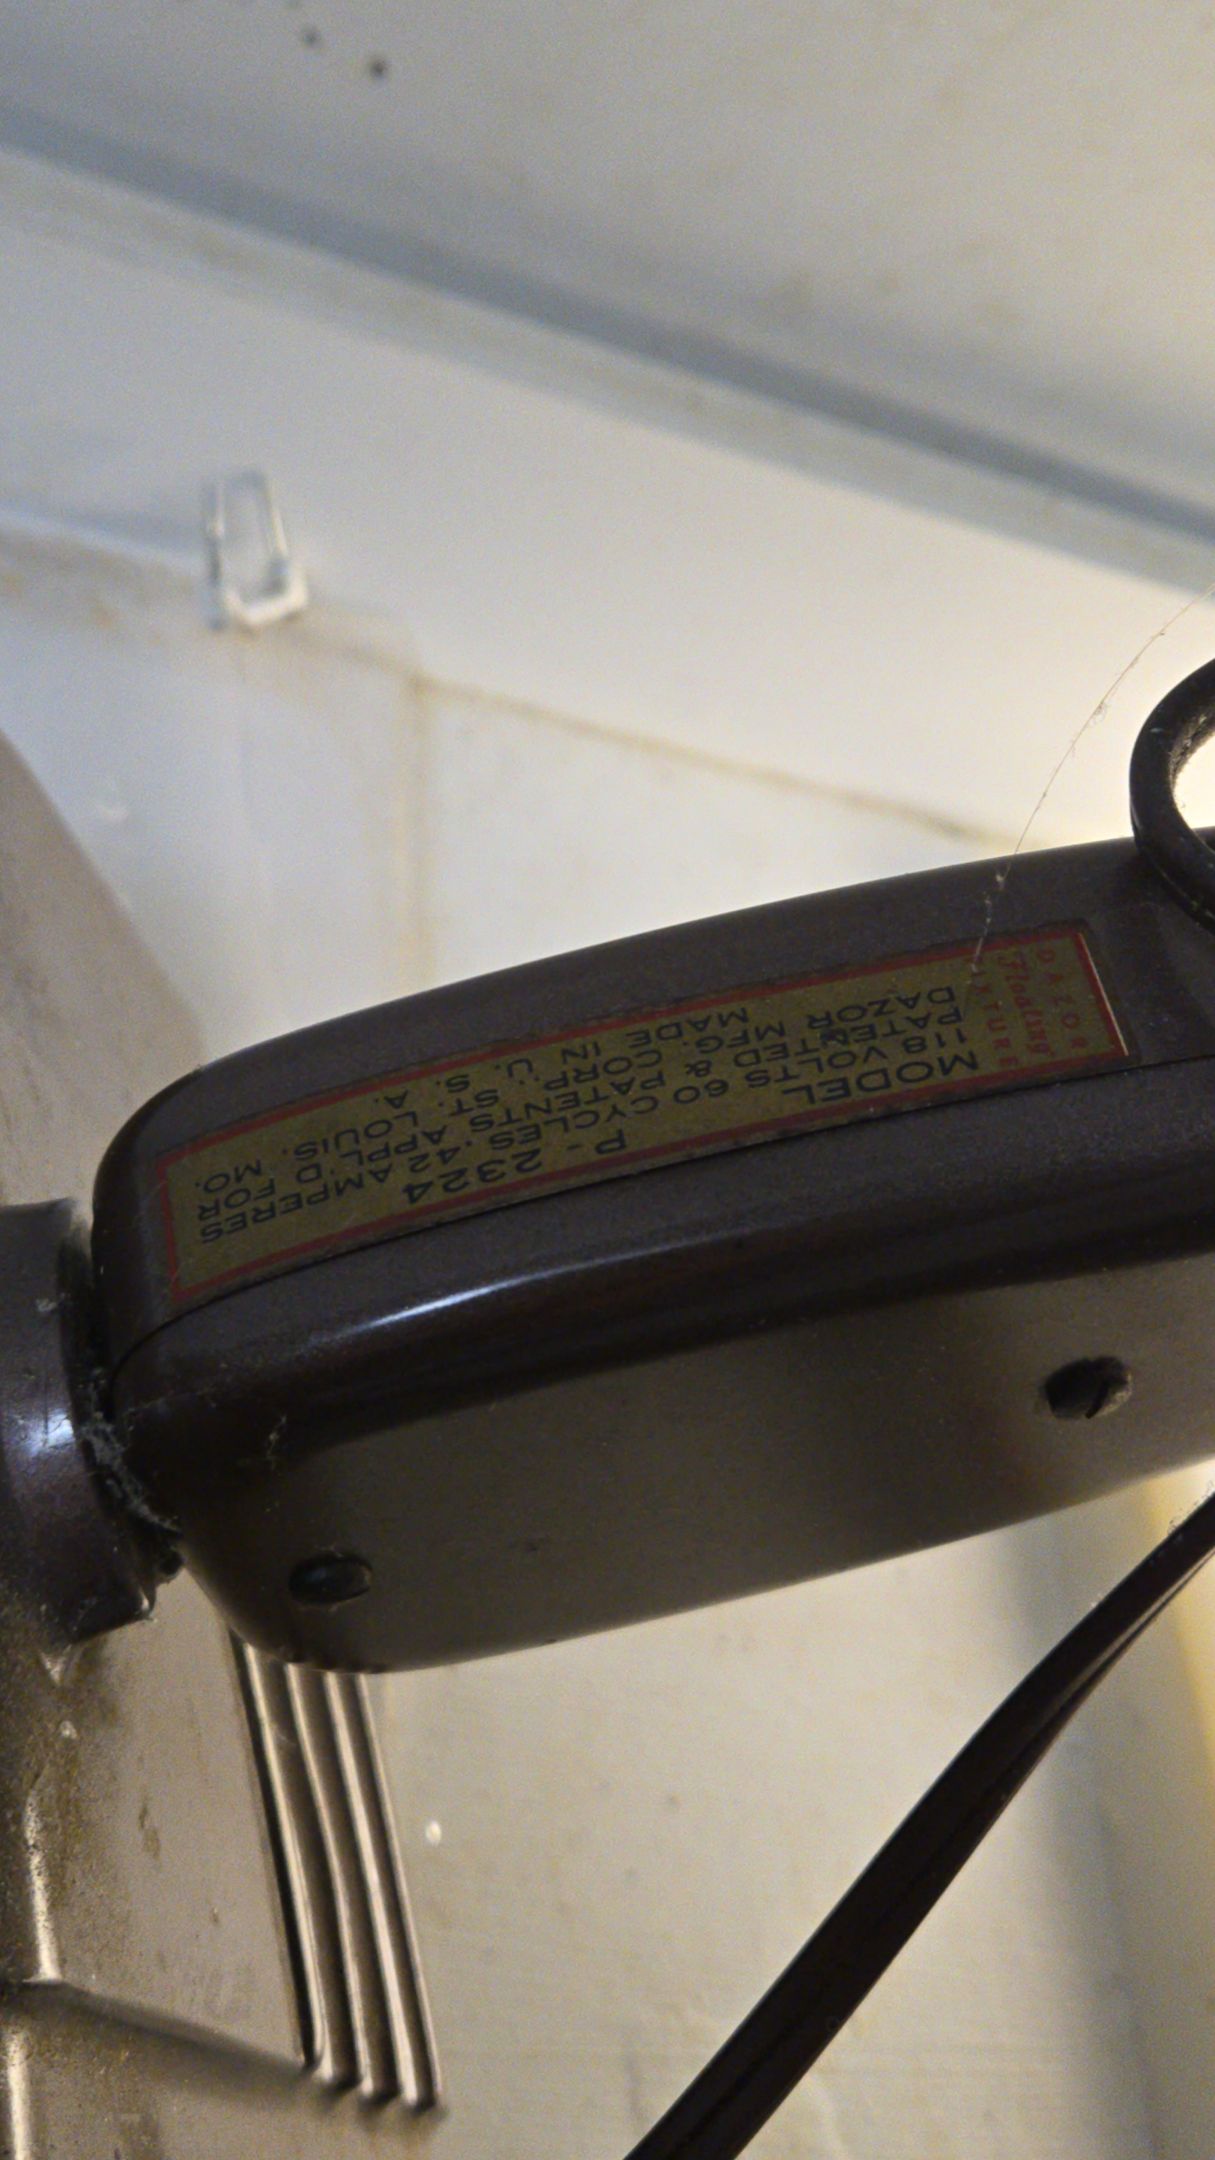 DAZOR
Floating
FIXTURE
MODEL P-2324
118 VOLTS 60 CYCLES .42 AMPERES
PATENTED & PATENTS APPL'D FOR
DAZOR MFG. CORP. ST. LOUIS. MO.
MADE IN U. S. A.